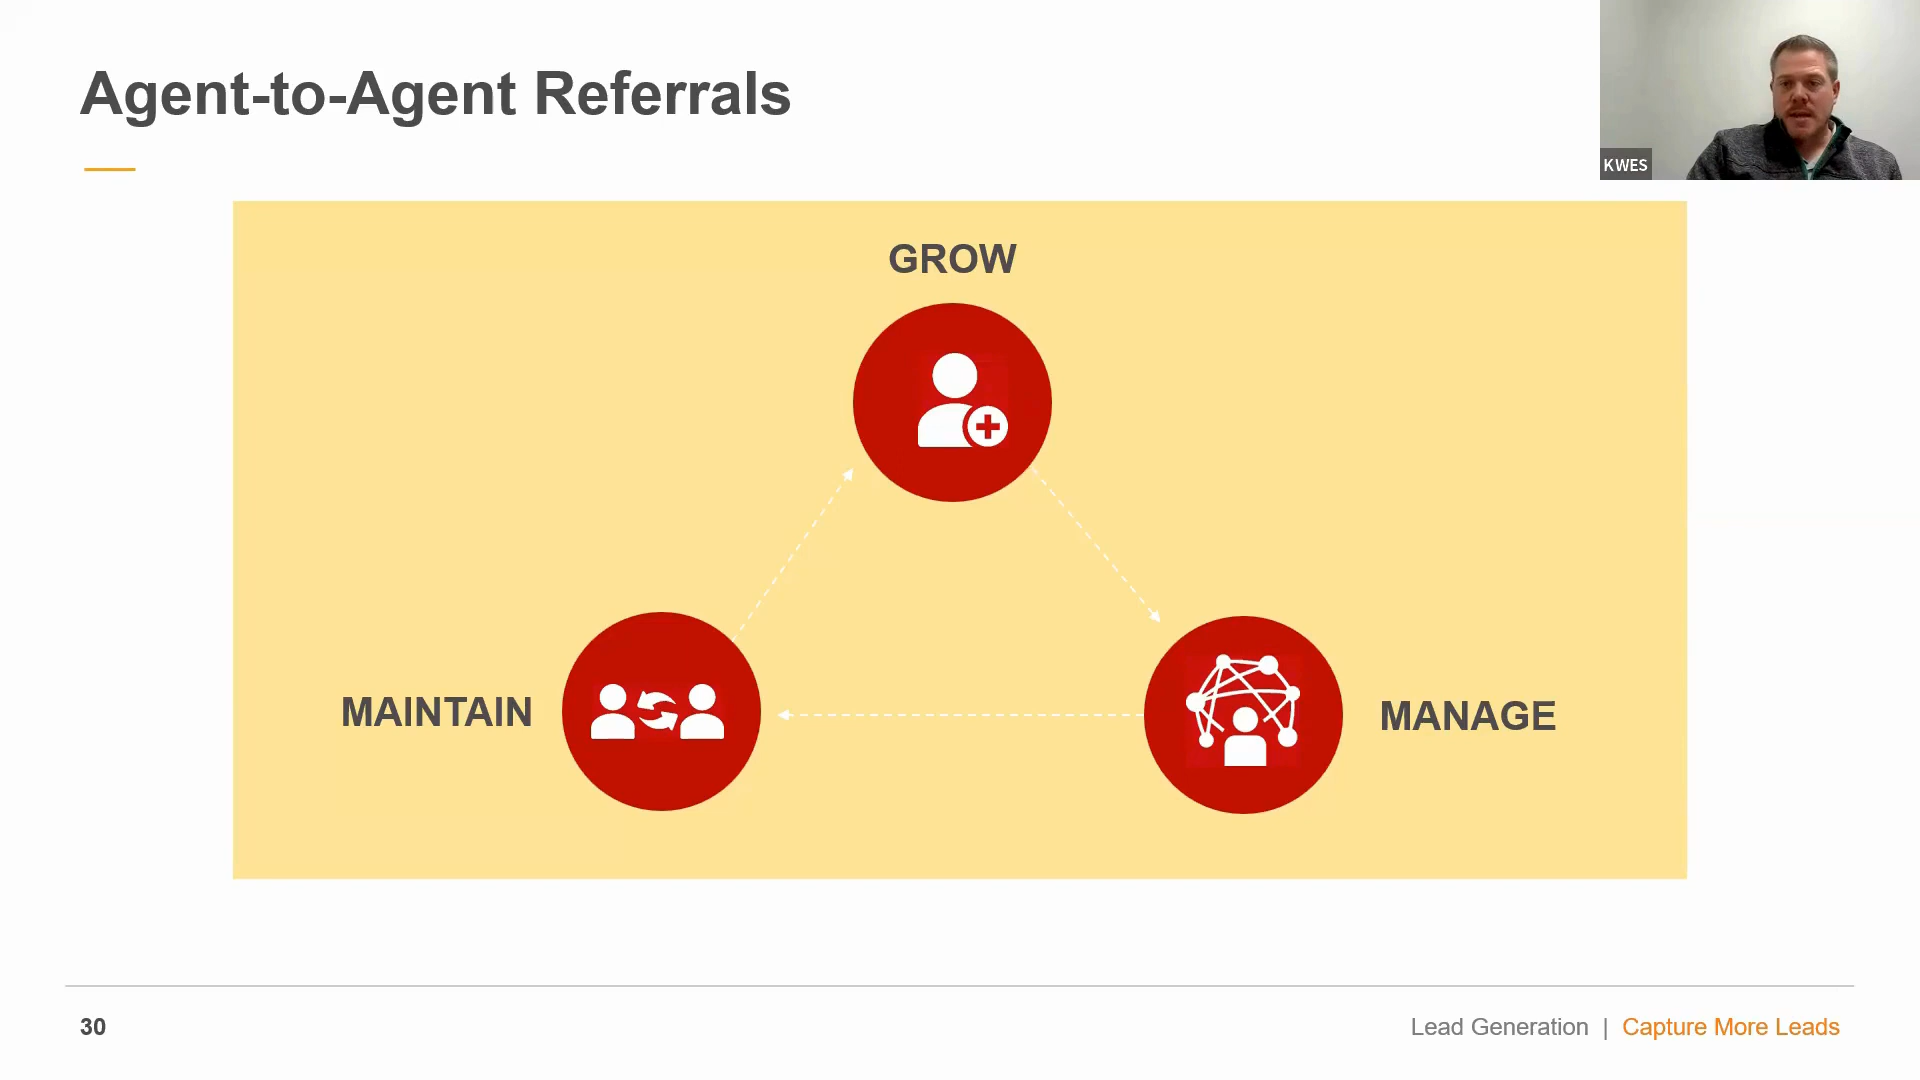 Agent-to-Agent Referrals
KWES
GROW
MAINTAIN
MANAGE
30
Lead Generation | Capture More Leads